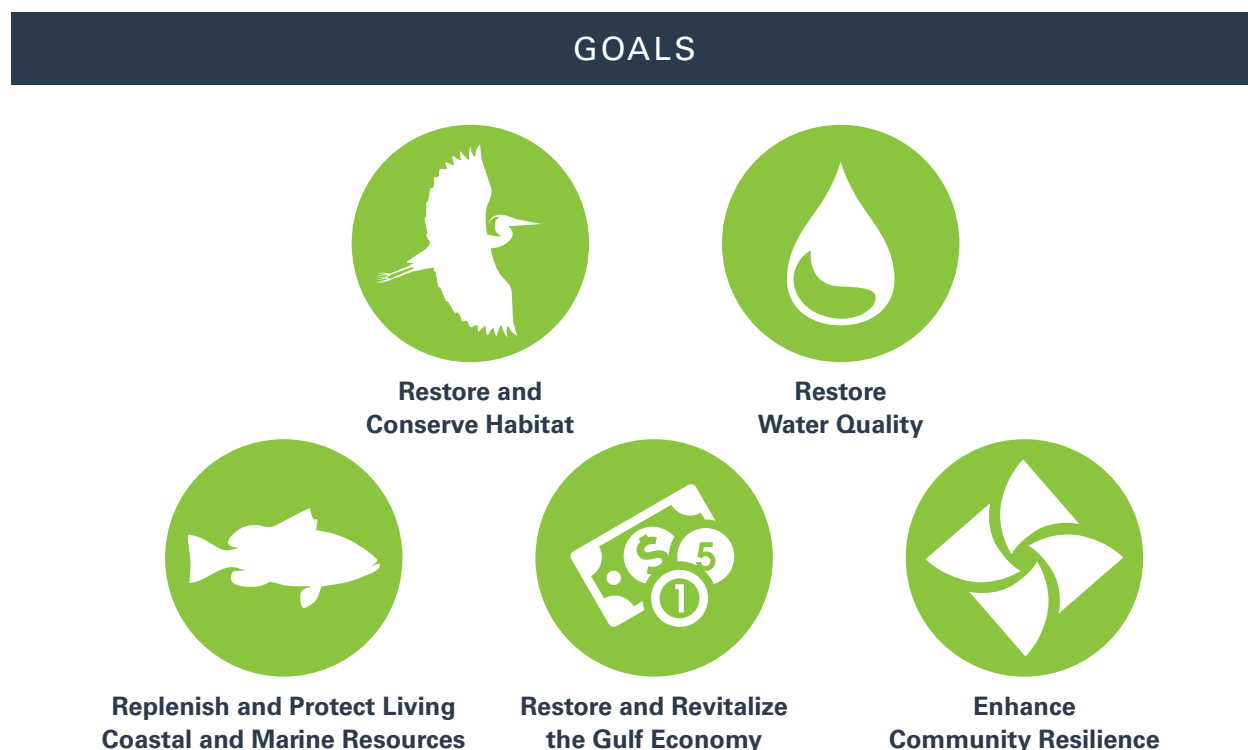 GOALS
Restore and
Conserve Habitat
Restore
Water Quality
$ 5
1
Replenish and Protect Living
Coastal and Marine Resources
Restore and Revitalize
the Gulf Economy
Enhance
Community Resilience